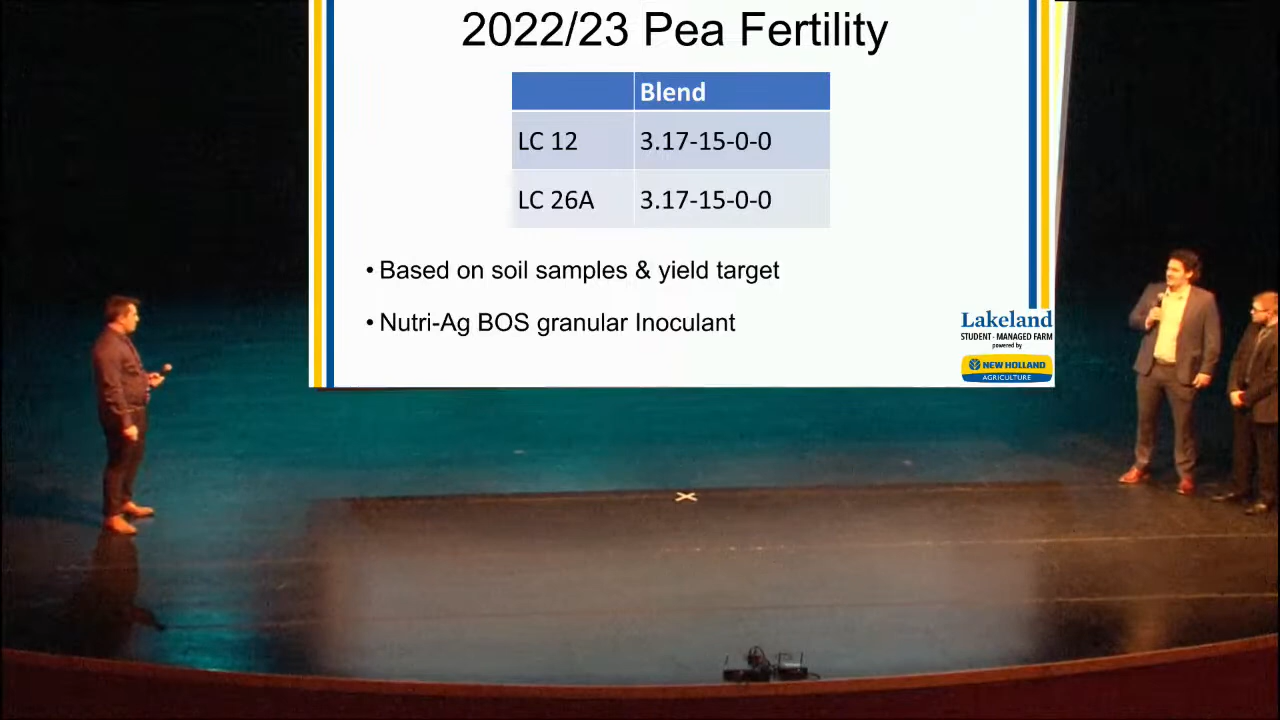 2022/23 Pea Fertility
Blend
LC 12 3.17-15-0-0
LC 26A 3.17-15-0-0
• Based on soil samples & yield target
• Nutri-Ag BOS granular Inoculant
Lakeland
STUDENT - MANAGED FARM
powered by
NEW HOLLAND
AGRICULTURE